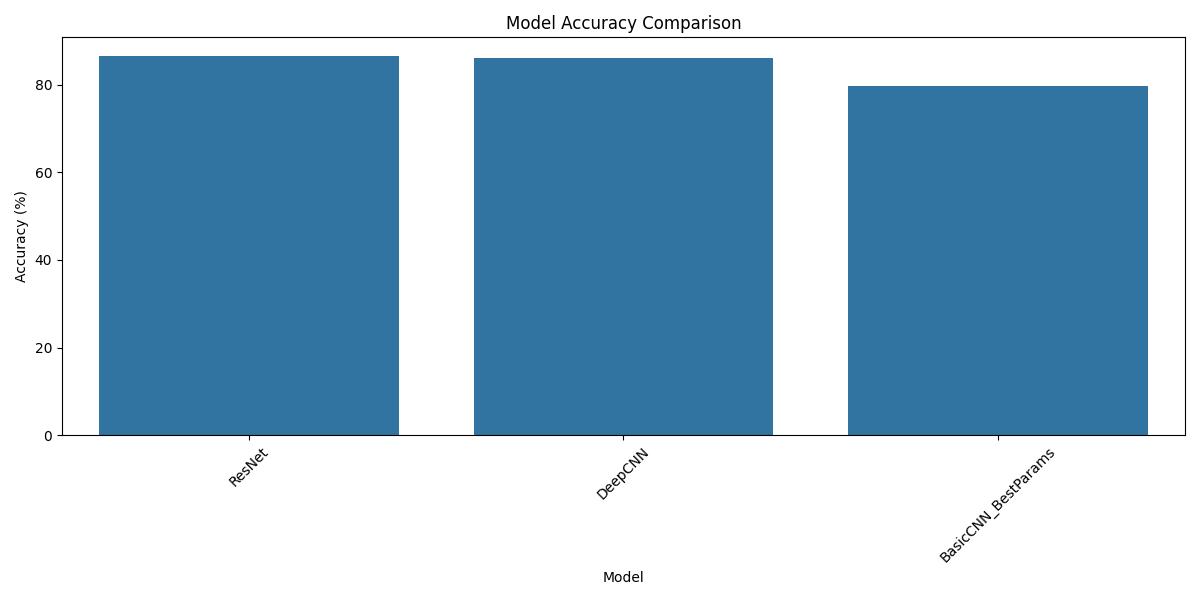 Model Accuracy Comparison
Accuracy (%)
80
60
40
20
0
ResNet
DeepCNN
BasicCNN_BestParams
Model